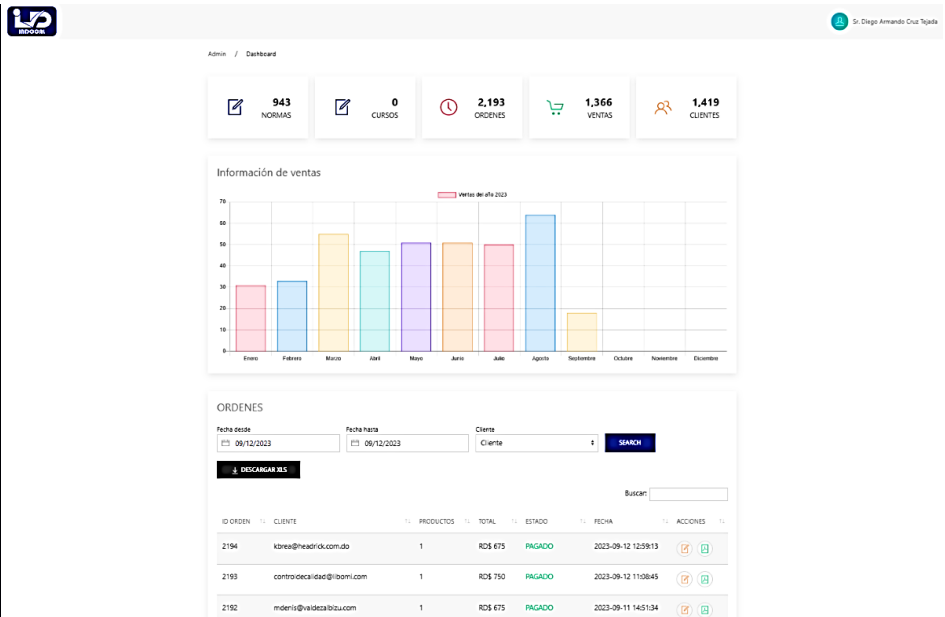 INDOCAL
Sr. Diego Armando Cruz Tejada
Admin / Dashboard
943
NORMAS
0
CURSOS
2,193
ORDENES
1,366
VENTAS
1,419
CLIENTES
Información de ventas
Ventas del año 2023
70
60
50
40
30
20
10
0
Enero Febrero Marzo Abril Mayo Junio Julio Agosto Septiembre Octubre Noviembre Diciembre
ORDENES
Fecha desde Fecha hasta Cliente
09/12/2023 09/12/2023 Cliente SEARCH
DESCARGAR XLS
Buscar:
ID ORDEN CLIENTE PRODUCTOS TOTAL ESTADO FECHA ACCIONES
2194 kbrea@headrick.com.do 1 RD$ 675 PAGADO 2023-09-12 12:59:13
2193 controldecalidad@libomi.com 1 RD$ 750 PAGADO 2023-09-12 11:08:45
2192 mdenis@valdezalbizu.com 1 RD$ 675 PAGADO 2023-09-11 14:51:34